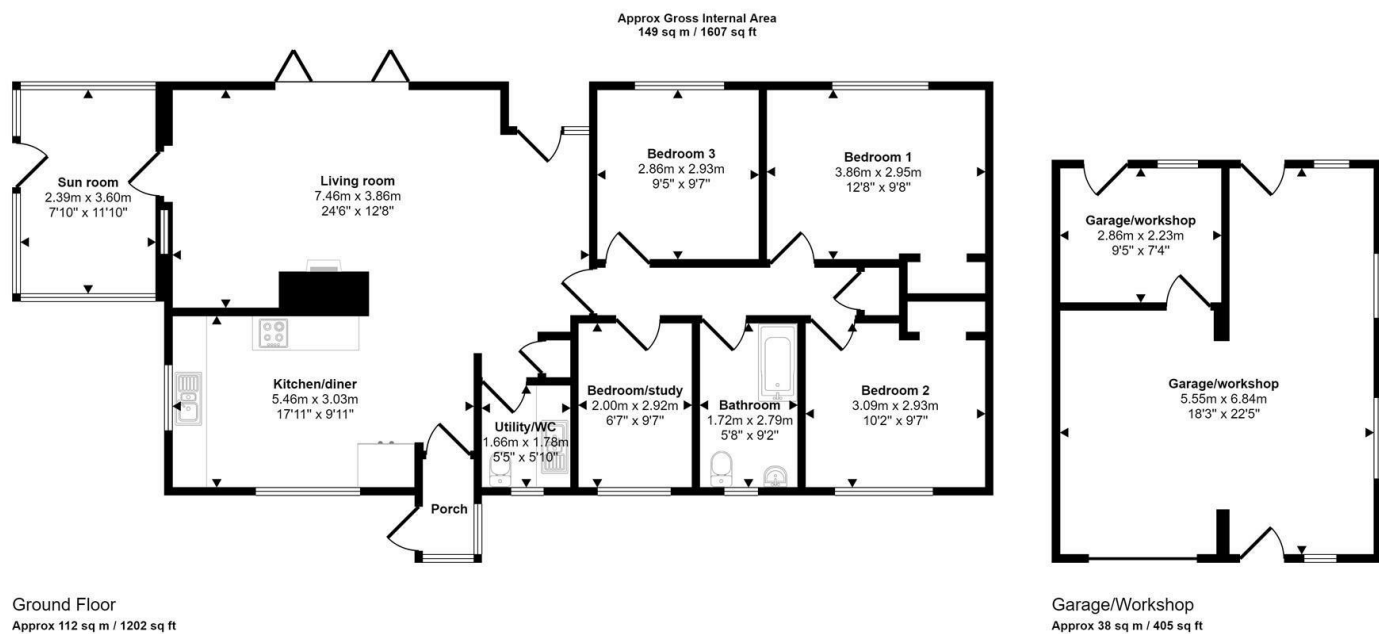 Approx Gross Internal Area
149 sq m / 1607 sq ft
Sun room
2.39m x 3.60m
7'10" x 11'10"
Living room
7.46m x 3.86m
24'6" x 12'8"
Bedroom 3
2.86m x 2.93m
9'5" x 9'7"
Bedroom 1
3.86m x 2.95m
12'8" x 9'8"
Kitchen/diner
5.46m x 3.03m
17'11" x 9'11"
Utility/WC
1.66m x 1.78m
5'5" x 5'10"
Bedroom/study
2.00m x 2.92m
6'7" x 9'7"
Bathroom
1.72m x 2.79m
5'8" x 9'2"
Bedroom 2
3.09m x 2.93m
10'2" x 9'7"
Porch
Garage/workshop
2.86m x 2.23m
9'5" x 7'4"
Garage/workshop
5.55m x 6.84m
18'3" x 22'5"
Ground Floor
Approx 112 sq m / 1202 sq ft
Garage/Workshop
Approx 38 sq m / 405 sq ft